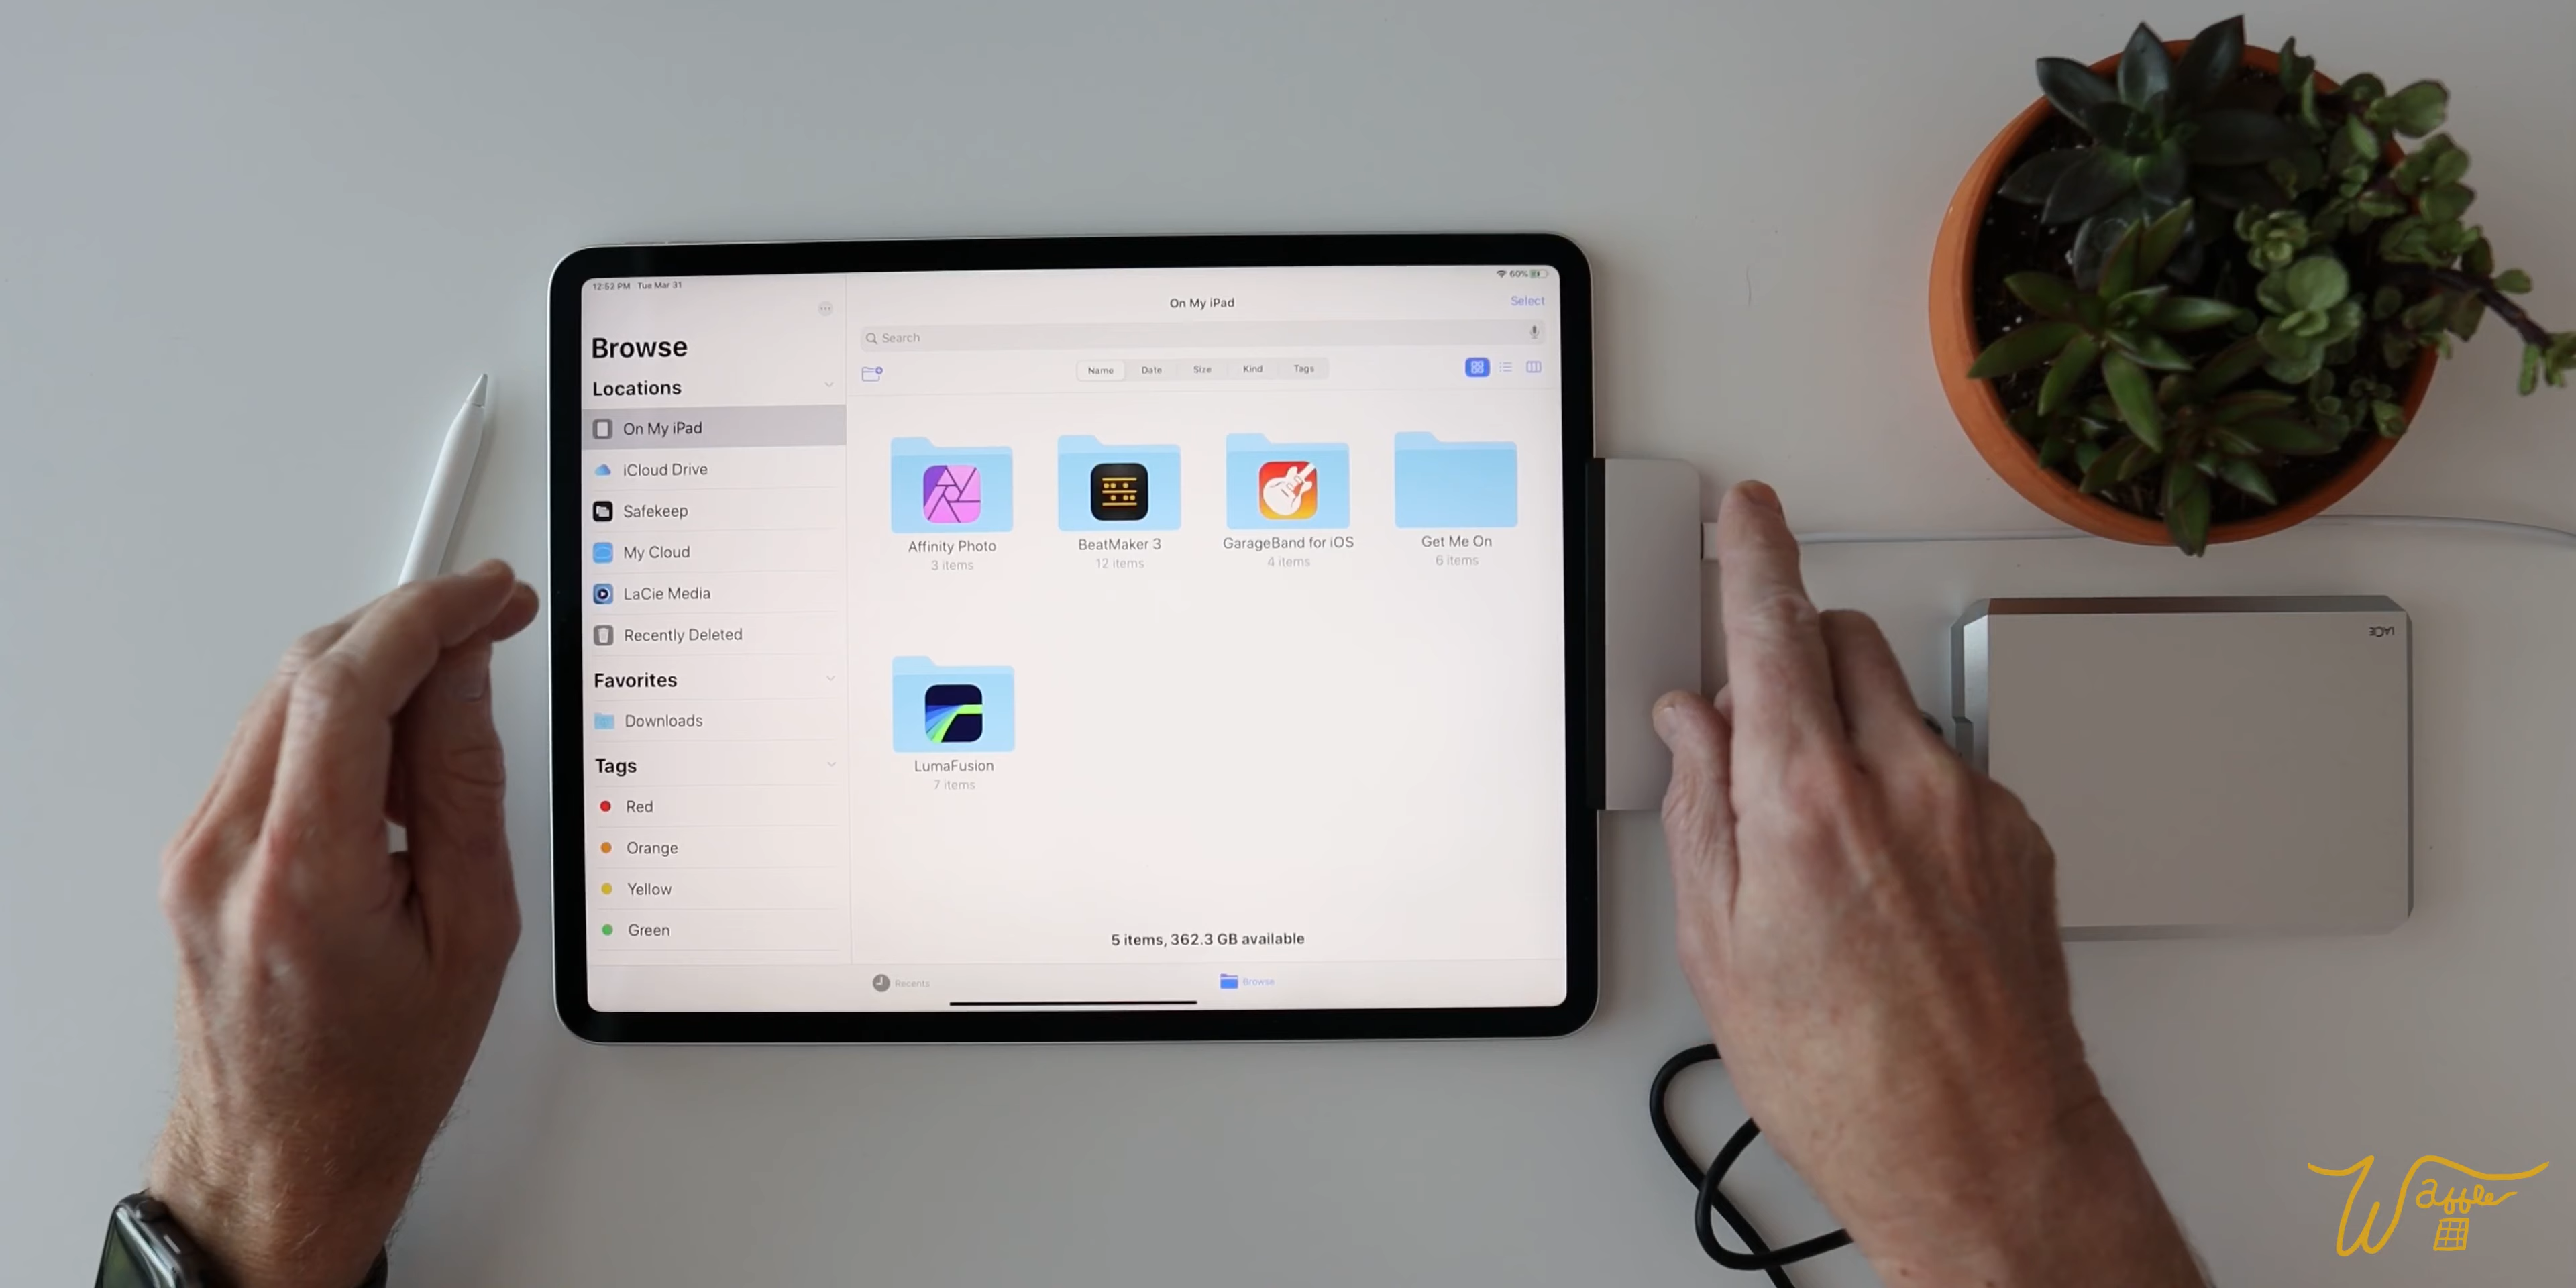 12:52 PM Tue Mar 31
60%
Browse
Locations
On My iPad
iCloud Drive
Safekeep
My Cloud
LaCie Media
Recently Deleted
Favorites
Downloads
Tags
Red
Orange
Yellow
Green
On My iPad
Select
Search
Name Date Size Kind Tags
Affinity Photo
3 items
BeatMaker 3
12 items
GarageBand for iOS
4 items
Get Me On
6 items
LumaFusion
7 items
5 items, 362.3 GB available
Recents
Browse
LACIE
Waffle